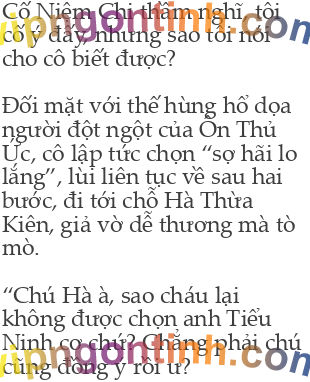 Cố Niệm Chi thầm nghĩ, tôi
cố ý đấy, nhưng sao tôi nói
cho cô biết được?
Đối mặt với thế hùng hổ dọa
người đột ngột của Ôn Thủ
Ức, cô lập tức chọn “sợ hãi lo
lắng”, lùi liên tục về sau hai
bước, đi tới chỗ Hà Thừa
Kiên, giả vờ dễ thương mà tò
mò.
“Chú Hà à, sao cháu lại
không được chọn anh Tiểu
Ninh cơ chứ? Chẳng phải chú
cũng đồng ý rồi ư?
vipngontinh.com
vipngontinh.com